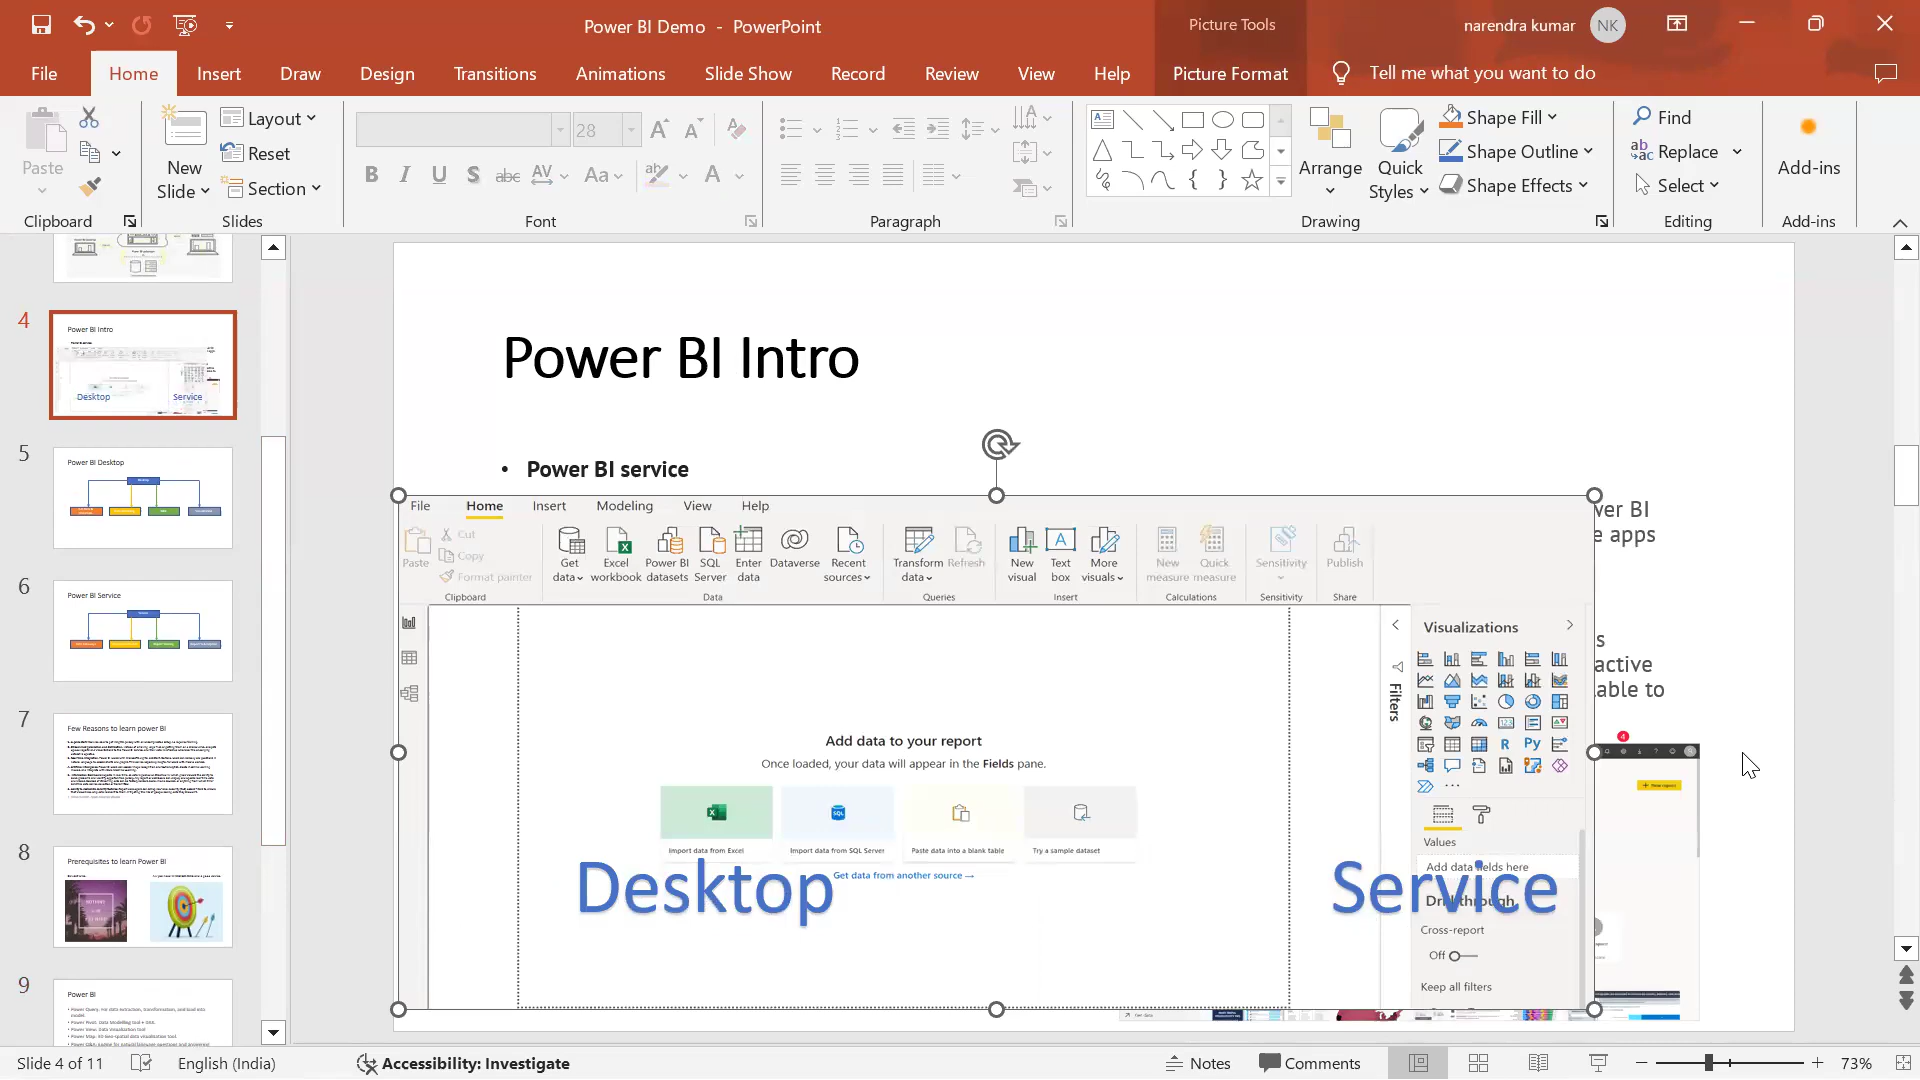 Power BI Demo - PowerPoint
Picture Tools
narendra kumar
NK
File
Home
Insert
Draw
Design
Transitions
Animations
Slide Show
Record
Review
View
Help
Picture Format
Tell me what you want to do
Paste
New
Slide
Layout
Reset
Section
28
B I U S abc AV Aa A
Arrange
Quick
Styles
Shape Fill
Shape Outline
Shape Effects
Find
Replace
Select
Add-ins
Clipboard
Slides
Font
Paragraph
Drawing
Editing
Add-ins
4
Power BI Intro
Desktop
Service
5
Power BI Desktop
6
Power BI Service
7
Few Reasons to learn power BI
8
Prerequisites to learn Power BI
9
Power BI
Power BI Intro
• Power BI service
wer BI
e apps
s
active
able to
File
Home
Insert
Modeling
View
Help
Paste
Cut
Copy
Format painter
Get
data
Excel
workbook
Power BI
datasets
SQL
Server
Enter
data
Dataverse
Recent
sources
Transform
data
Refresh
New
visual
Text
box
More
visuals
New
measure
Quick
measure
Sensitivity
Publish
Clipboard
Data
Queries
Insert
Calculations
Sensitivity
Share
Filters
Visualizations
R
Py
Values
Add data fields here
Drill through
Cross-report
Off
Keep all filters
Add data to your report
Once loaded, your data will appear in the Fields pane.
Import data from Excel
Import data from SQL Server
Paste data into a blank table
Try a sample dataset
Get data from another source →
Desktop
Service
4
Get data
Slide 4 of 11
English (India)
Accessibility: Investigate
Notes
Comments
73%